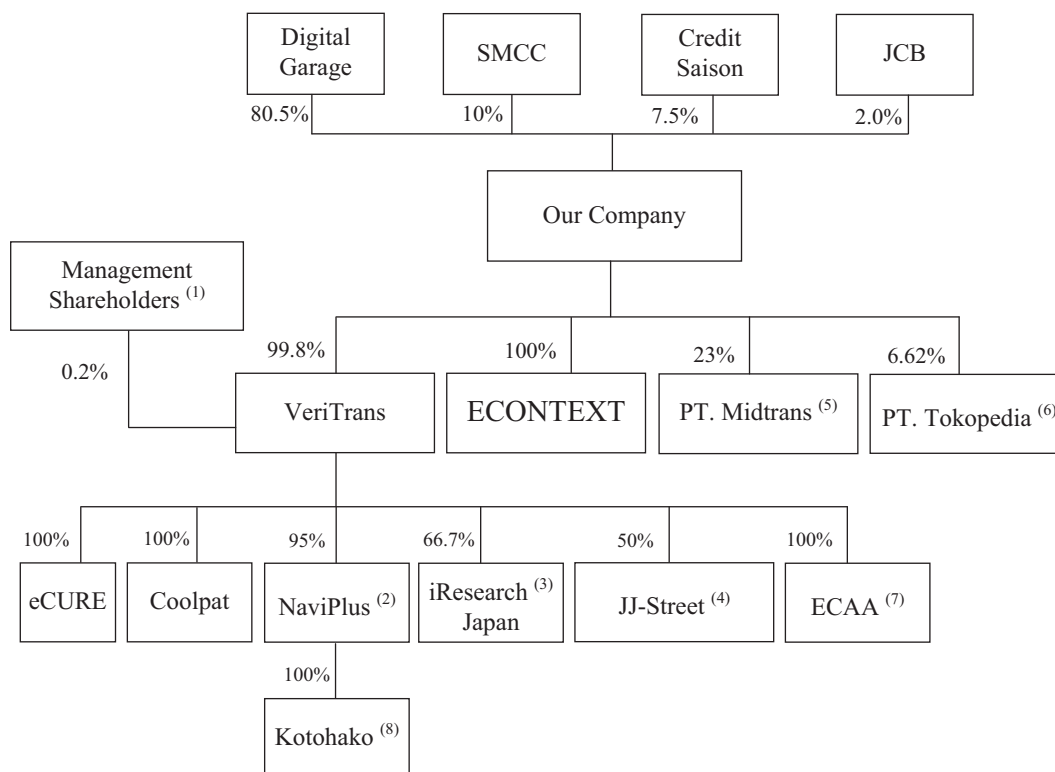 Digital
Garage
SMCC
Credit
Saison
JCB
80.5%
10%
7.5%
2.0%
Our Company
Management
Shareholders (1)
0.2%
99.8%
100%
23%
6.62%
VeriTrans
ECONTEXT
PT. Midtrans (5)
PT. Tokopedia (6)
100%
100%
95%
66.7%
50%
100%
eCURE
Coolpat
NaviPlus (2)
iResearch (3)
Japan
JJ-Street (4)
ECAA (7)
100%
Kotohako (8)